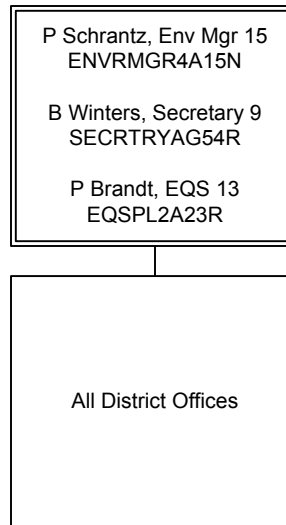 P Schrantz, Env Mgr 15
ENVRMGR4A15N
B Winters, Secretary 9
SECRTRYAG54R
P Brandt, EQS 13
EQSPL2A23R
All District Offices